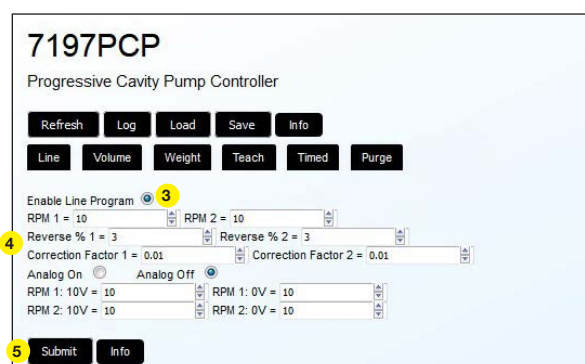 7197PCP
Progressive Cavity Pump Controller
Refresh Log Load Save Info
Line Volume Weight Teach Timed Purge
Enable Line Program 3
RPM 1 = 10 RPM 2 = 10
4 Reverse % 1 = 3 Reverse % 2 = 3
Correction Factor 1 = 0.01 Correction Factor 2 = 0.01
Analog On Analog Off
RPM 1: 10V = 10 RPM 1: 0V = 10
RPM 2: 10V = 10 RPM 2: 0V = 10
5 Submit Info